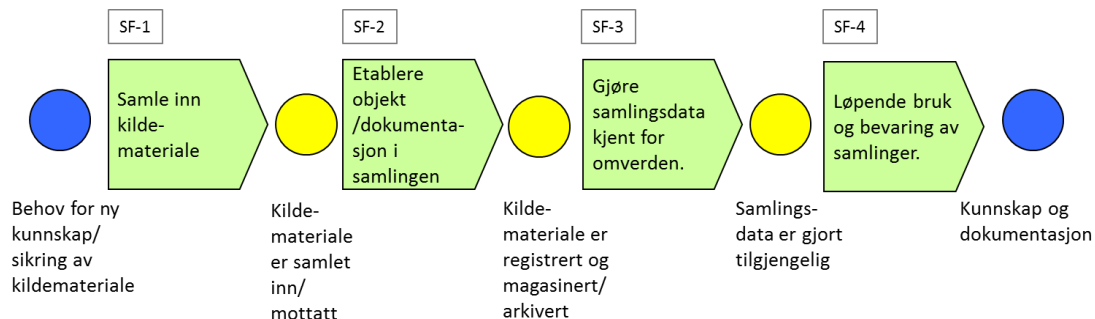 SF-1
SF-2
SF-3
SF-4
Samle inn
kilde-
materiale
Etablere
objekt
/dokumenta-
sjon i
samlingen
Gjøre
samlingsdata
kjent for
omverden.
Løpende bruk
og bevaring av
samlinger.
Behov for ny
kunnskap/
sikring av
kildemateriale
Kilde-
materiale
er samlet
inn/
mottatt
Kilde-
materiale er
registrert og
magasinert/
arkivert
Samlings-
data er gjort
tilgjengelig
Kunnskap og
dokumentasjon